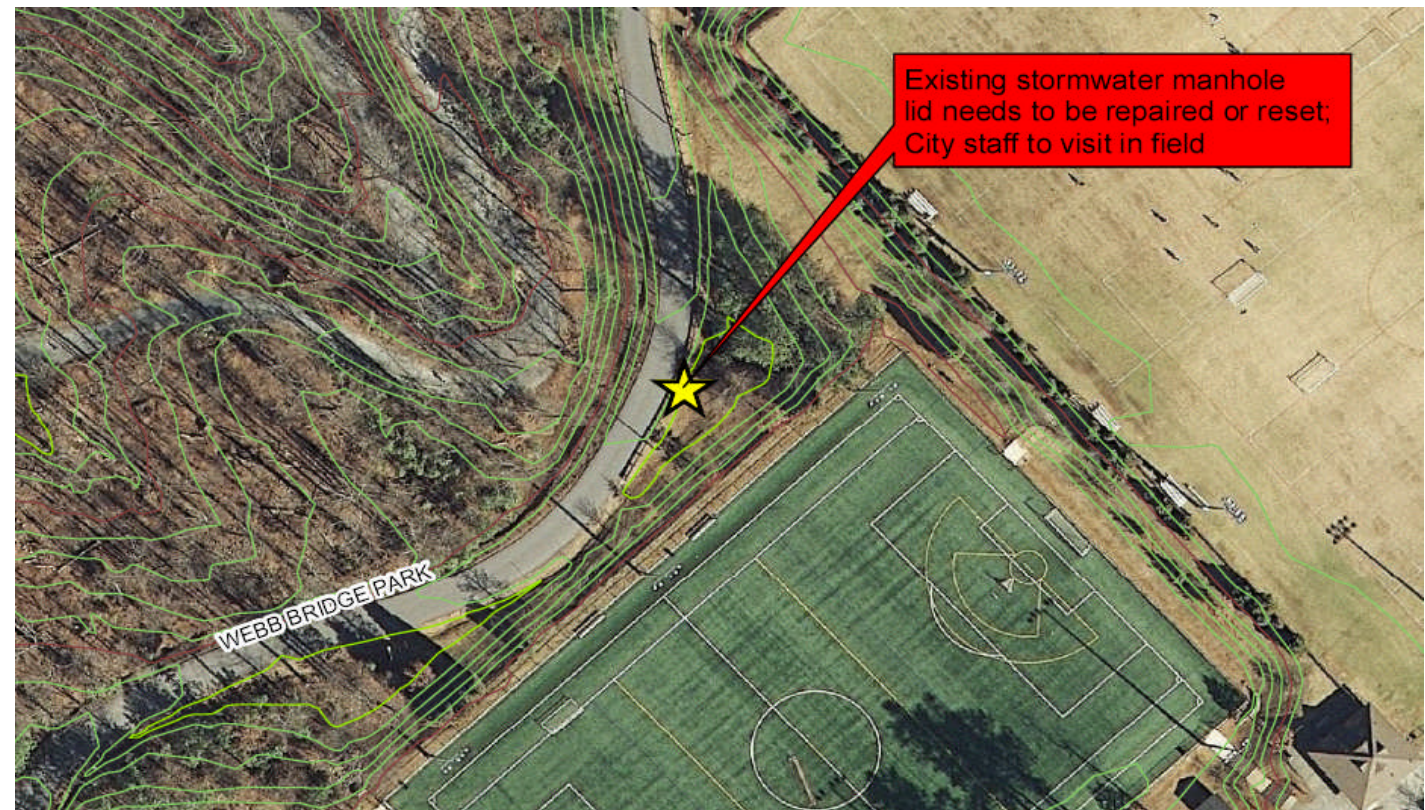 Existing stormwater manhole
lid needs to be repaired or reset;
City staff to visit in field
WEBB BRIDGE PARK